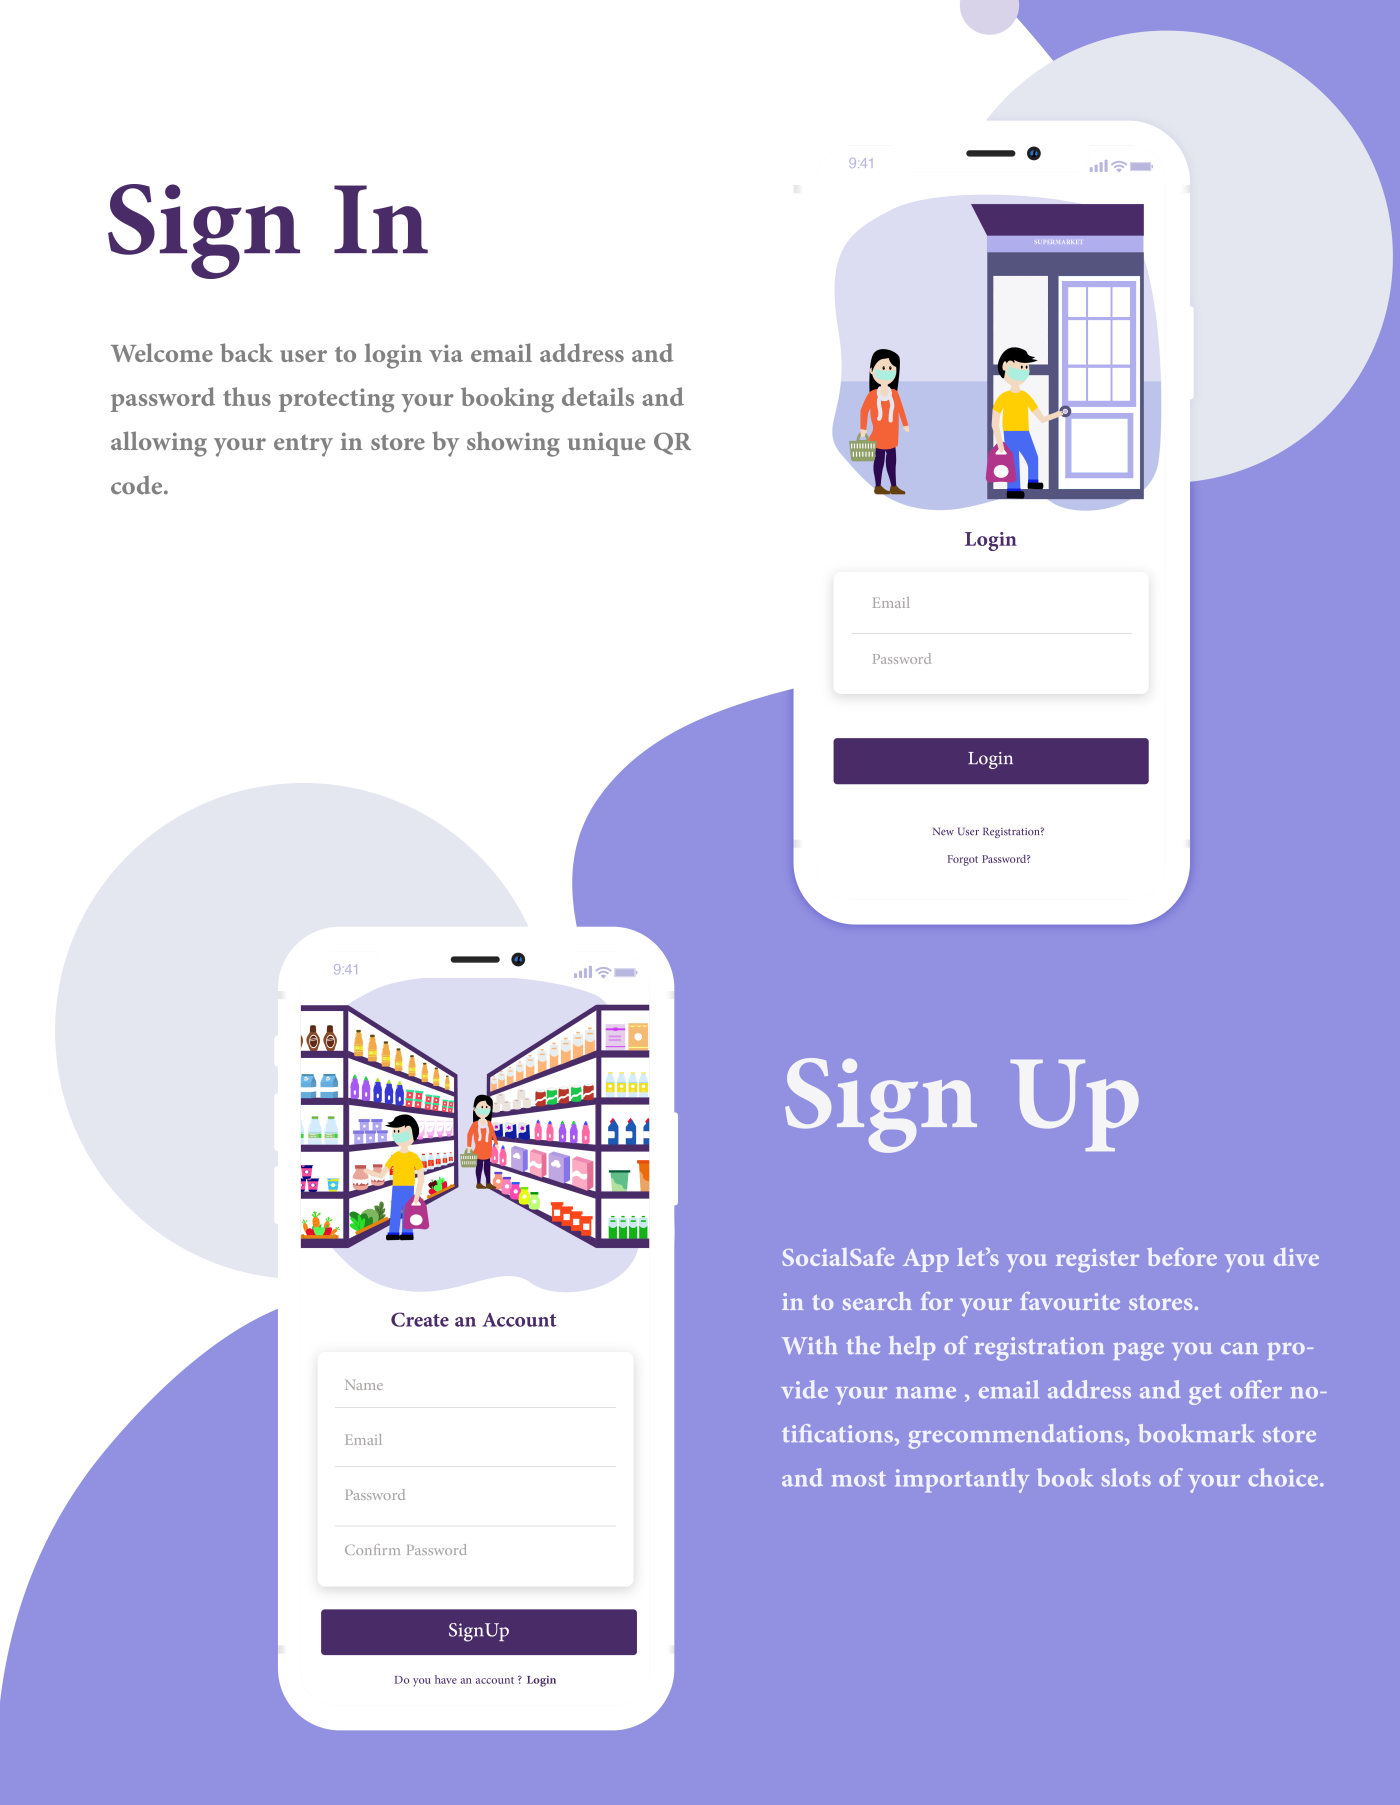 Sign In
Welcome back user to login via email address and
password thus protecting your booking details and
allowing your entry in store by showing unique QR
code.
9:41
SUPERMARKET
Login
Email
Password
Login
New User Registration?
Forgot Password?
9:41
Create an Account
Name
Email
Password
Confirm Password
SignUp
Do you have an account ? Login
Sign Up
SocialSafe App let’s you register before you dive
in to search for your favourite stores.
With the help of registration page you can pro-
vide your name , email address and get offer no-
tifications, grecommendations, bookmark store
and most importantly book slots of your choice.